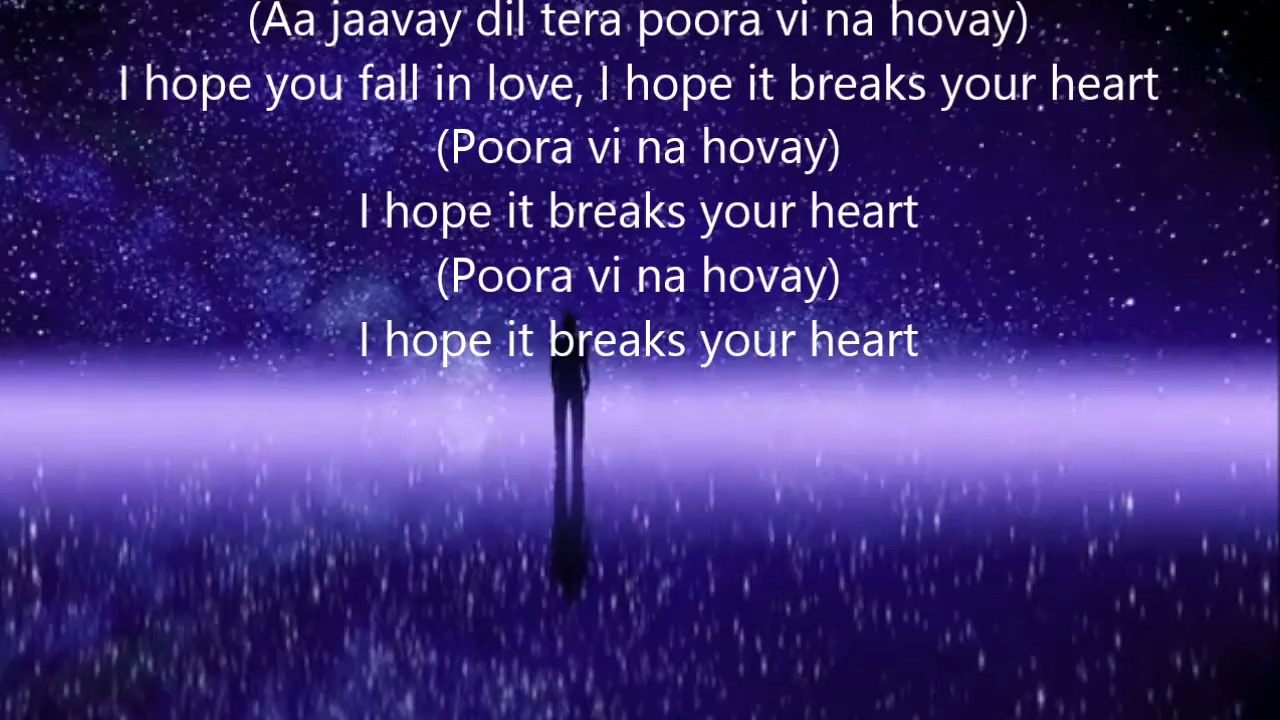 (Aa jaavay dil tera poora vi na hovay)
I hope you fall in love, I hope it breaks your heart
(Poora vi na hovay)
I hope it breaks your heart
(Poora vi na hovay)
I hope it breaks your heart